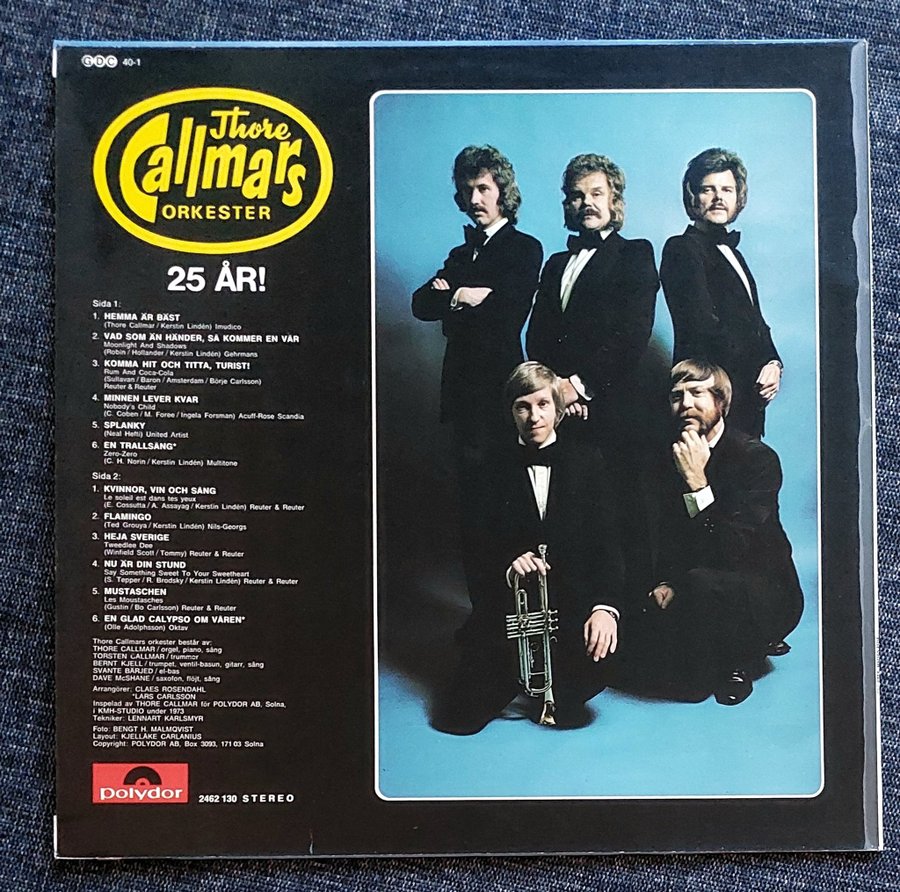 GDC 40-1
Thore
Callmars
ORKESTER
25 ÅR!
Sida 1:
1. HEMMA ÄR BÄST
(Thore Callmar/Kerstin Lindén) Imudico
2. VAD SOM ÄN HÄNDER, SÅ KOMMER EN VÅR
Moonlight And Shadows
(Robin/Hollander/Kerstin Lindén) Gehrmans
3. KOMMA HIT OCH TITTA, TURIST!
Rum And Coca-Cola
(Sullavan/Baron/Amsterdam/Börje Carlsson)
Reuter & Reuter
4. MINNEN LEVER KVAR
Nobody's Child
(C. Coben/M. Foree/Ingela Forsman) Acuff-Rose Scandia
5. SPLANKY
(Neal Hefti) United Artist
6. EN TRALLSÅNG*
Zero-Zero
(C. H. Norin/Kerstin Lindén) Multitone
Sida 2:
1. KVINNOR, VIN OCH SÅNG
Le soleil est dans tes yeux
(E. Cossutta/A. Assayag/Kerstin Lindén) Reuter & Reuter
2. FLAMINGO
(Ted Grouya/Kerstin Lindén) Nils-Georgs
3. HEJA SVERIGE
Tweedlee Dee
(Winfield Scott/Tommy) Reuter & Reuter
4. NU ÄR DIN STUND
Say Something Sweet To Your Sweetheart
(S. Tepper/R. Brodsky/Kerstin Lindén) Reuter & Reuter
5. MUSTASCHEN
Les Moustaches
(Gustin/Bo Carlsson) Reuter & Reuter
6. EN GLAD CALYPSO OM VÅREN*
(Olle Adolphsson) Oktav
Thore Callmars orkester består av:
THORE CALLMAR/orgel, piano, sång
TORSTEN CALLMAR/trummor
BERNT KJELL/trumpet, ventil-basun, gitarr, sång
SVANTE BÄRJED/el-bas
DAVE McSHANE/saxofon, flöjt, sång
Arrangörer: CLAES ROSENDAHL
*LARS CARLSSON
Inspelad av THORE CALLMAR för POLYDOR AB, Solna,
i KMH-STUDIO under 1973
Tekniker: LENNART KARLSMYR
Foto: BENGT H. MALMQVIST
Layout: KJELLÅKE CARLANIUS
Copyright: POLYDOR AB, Box 3093, 171 03 Solna
polydor
2462 130 STEREO